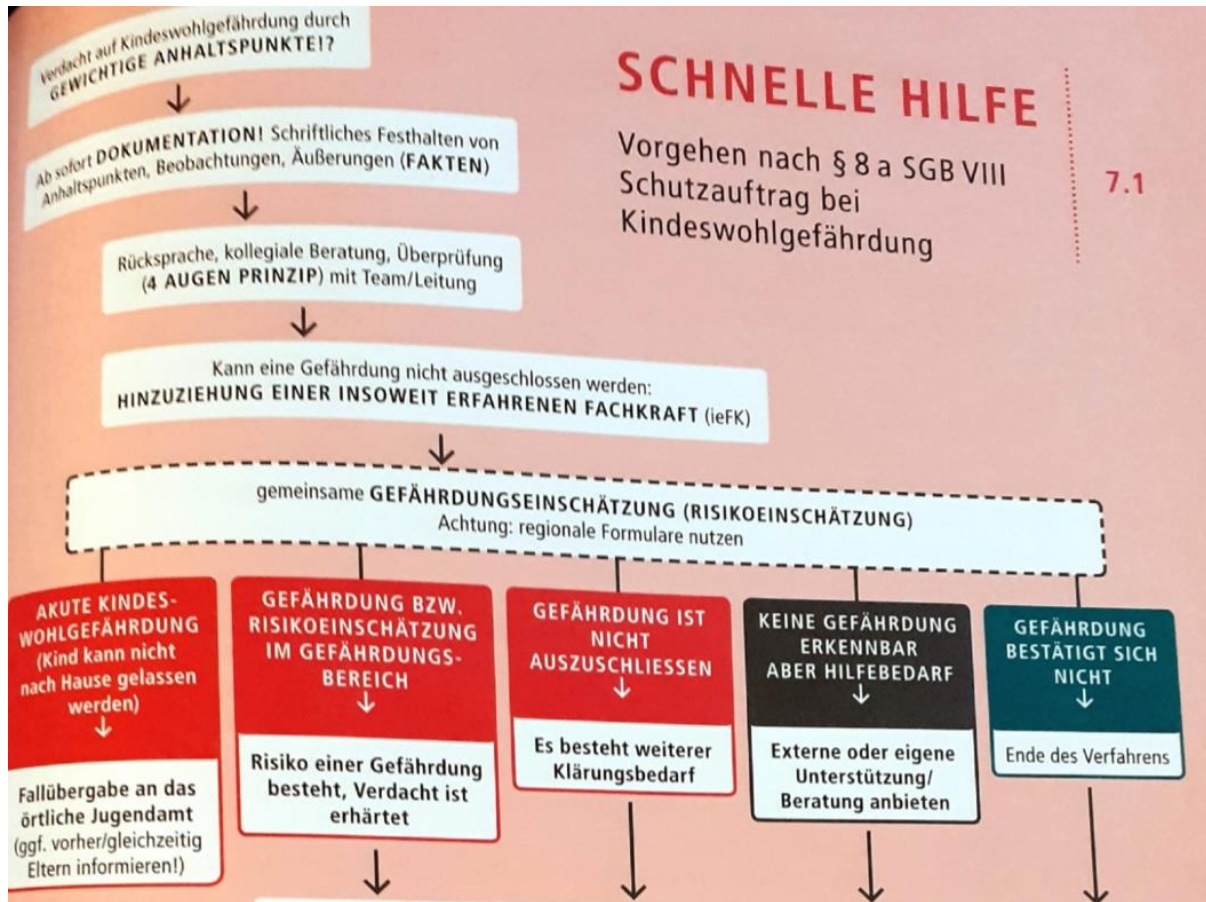 Verdacht auf Kindeswohlgefährdung durch
GEWICHTIGE ANHALTSPUNKTE!?
Ab sofort DOKUMENTATION! Schriftliches Festhalten von
Anhaltspunkten, Beobachtungen, Äußerungen (FAKTEN)
Rücksprache, kollegiale Beratung, Überprüfung
(4 AUGEN PRINZIP) mit Team/Leitung
Kann eine Gefährdung nicht ausgeschlossen werden:
HINZUZIEHUNG EINER INSOWEIT ERFAHRENEN FACHKRAFT (ieFK)
SCHNELLE HILFE
Vorgehen nach § 8 a SGB VIII
Schutzauftrag bei
Kindeswohlgefährdung
7.1
gemeinsame GEFÄHRDUNGSEINSCHÄTZUNG (RISIKOEINSCHÄTZUNG)
Achtung: regionale Formulare nutzen
AKUTE KINDES-
WOHLGEFÄHRDUNG
(Kind kann nicht
nach Hause gelassen
werden)
Fallübergabe an das
örtliche Jugendamt
(ggf. vorher/gleichzeitig
Eltern informieren!)
GEFÄHRDUNG BZW.
RISIKOEINSCHÄTZUNG
IM GEFÄHRDUNGS-
BEREICH
Risiko einer Gefährdung
besteht, Verdacht ist
erhärtet
GEFÄHRDUNG IST
NICHT
AUSZUSCHLIESSEN
Es besteht weiterer
Klärungsbedarf
KEINE GEFÄHRDUNG
ERKENNBAR
ABER HILFEBEDARF
Externe oder eigene
Unterstützung/
Beratung anbieten
GEFÄHRDUNG
BESTÄTIGT SICH
NICHT
Ende des Verfahrens